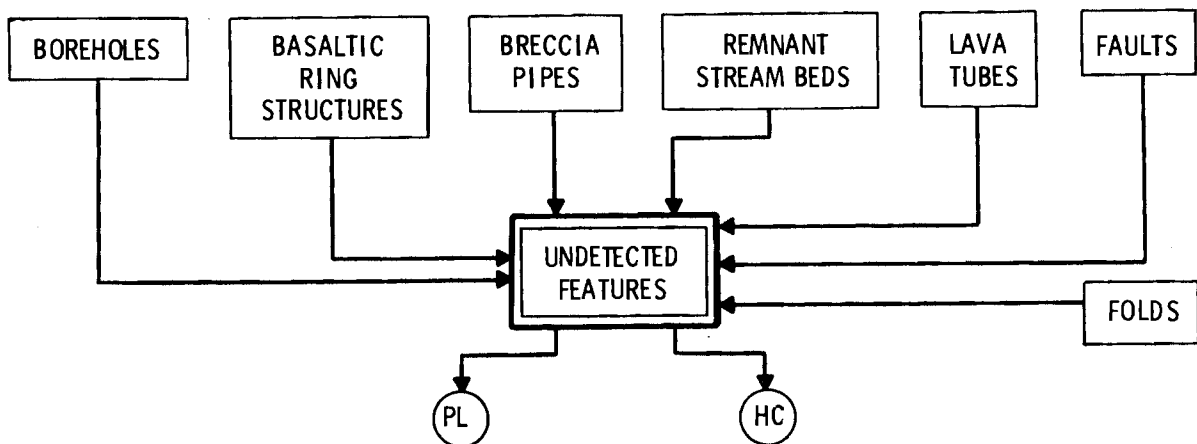 BOREHOLES
BASALTIC
RING
STRUCTURES
BRECCIA
PIPES
REMNANT
STREAM BEDS
LAVA
TUBES
FAULTS
UNDETECTED
FEATURES
FOLDS
PL
HC